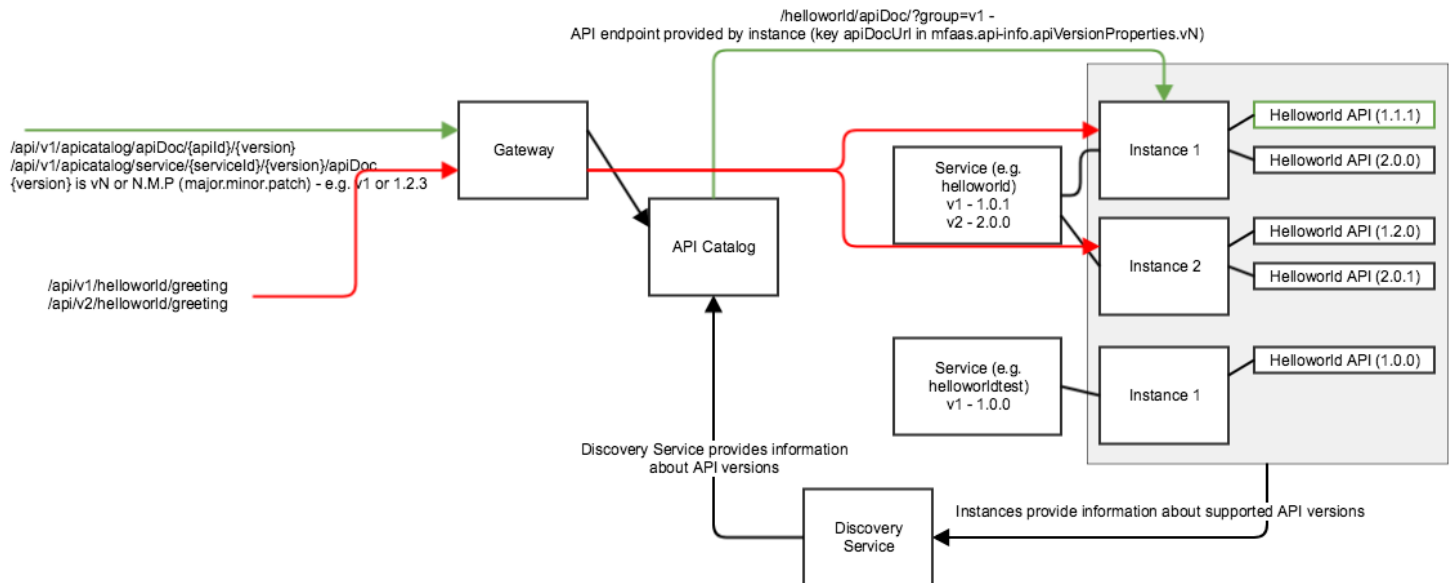 /helloworld/apiDoc/?group=v1 -
API endpoint provided by instance (key apiDocUrl in mfaas.api-info.apiVersionProperties.vN)
/api/v1/apicatalog/apiDoc/{apiId}/{version}
/api/v1/apicatalog/service/{serviceId}/{version}/apiDoc
{version} is vN or N.M.P (major.minor.patch) - e.g. v1 or 1.2.3
Gateway
/api/v1/helloworld/greeting
/api/v2/helloworld/greeting
API Catalog
Service (e.g.
helloworld)
v1 - 1.0.1
v2 - 2.0.0
Instance 1
Helloworld API (1.1.1)
Helloworld API (2.0.0)
Instance 2
Helloworld API (1.2.0)
Helloworld API (2.0.1)
Service (e.g.
helloworldtest)
v1 - 1.0.0
Instance 1
Helloworld API (1.0.0)
Discovery Service provides information
about API versions
Discovery
Service
Instances provide information about supported API versions